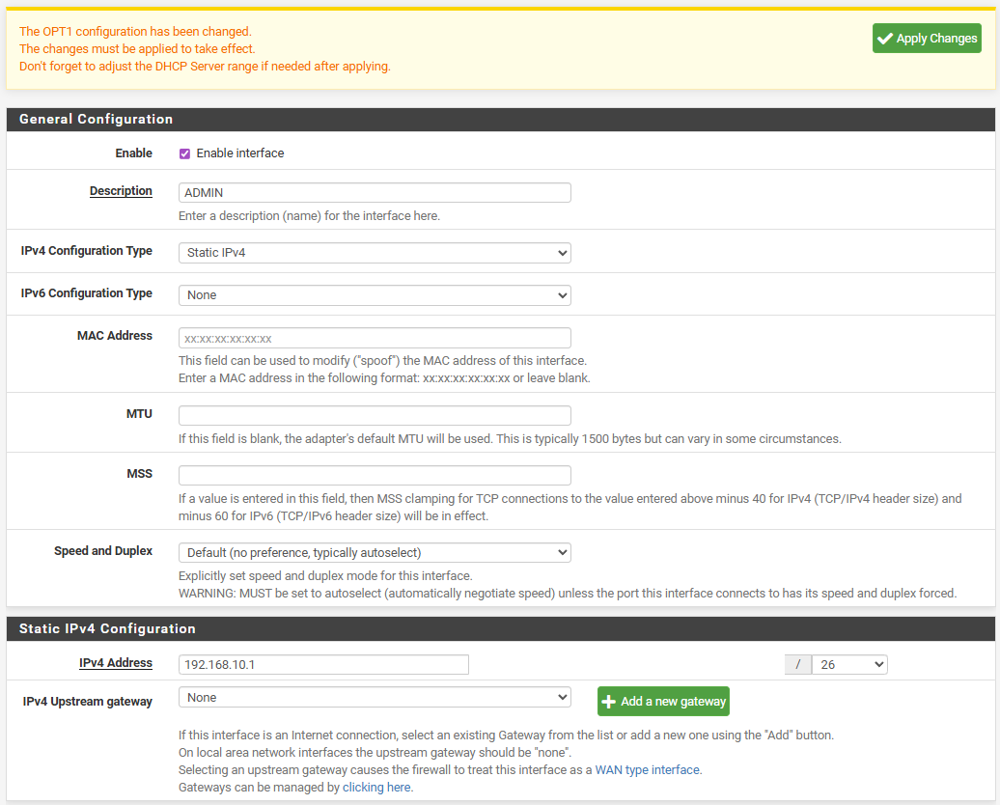 The OPT1 configuration has been changed.
The changes must be applied to take effect.
Don't forget to adjust the DHCP Server range if needed after applying.
Apply Changes
General Configuration
Enable
Enable interface
Description
ADMIN
Enter a description (name) for the interface here.
IPv4 Configuration Type
Static IPv4
IPv6 Configuration Type
None
MAC Address
xx:xx:xx:xx:xx:xx
This field can be used to modify ("spoof") the MAC address of this interface.
Enter a MAC address in the following format: xx:xx:xx:xx:xx:xx or leave blank.
MTU
If this field is blank, the adapter's default MTU will be used. This is typically 1500 bytes but can vary in some circumstances.
MSS
If a value is entered in this field, then MSS clamping for TCP connections to the value entered above minus 40 for IPv4 (TCP/IPv4 header size) and
minus 60 for IPv6 (TCP/IPv6 header size) will be in effect.
Speed and Duplex
Default (no preference, typically autoselect)
Explicitly set speed and duplex mode for this interface.
WARNING: MUST be set to autoselect (automatically negotiate speed) unless the port this interface connects to has its speed and duplex forced.
Static IPv4 Configuration
IPv4 Address
192.168.10.1
/ 26
IPv4 Upstream gateway
None
Add a new gateway
If this interface is an Internet connection, select an existing Gateway from the list or add a new one using the "Add" button.
On local area network interfaces the upstream gateway should be "none".
Selecting an upstream gateway causes the firewall to treat this interface as a WAN type interface.
Gateways can be managed by clicking here.